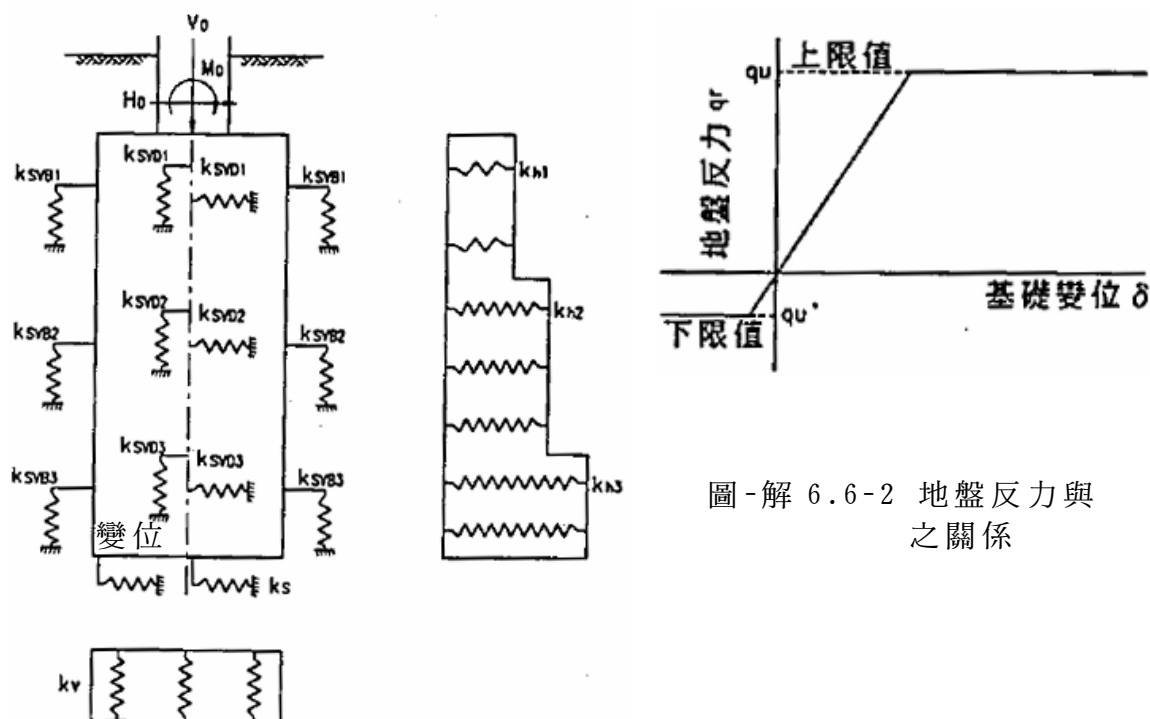 V₀
M₀
H₀
kSVB1
kSVD1
kSVD1
kSVB1
kSVB2
kSVD2
kSVD2
kSVB2
kSVB3
kSVD3
kSVD3
kSVB3
變位
ks
kv
kh1
kh2
kh3
qu
上限值
地盤反力 qr
基礎變位 δ
下限值
qu'
圖-解 6.6-2 地盤反力與
之關係